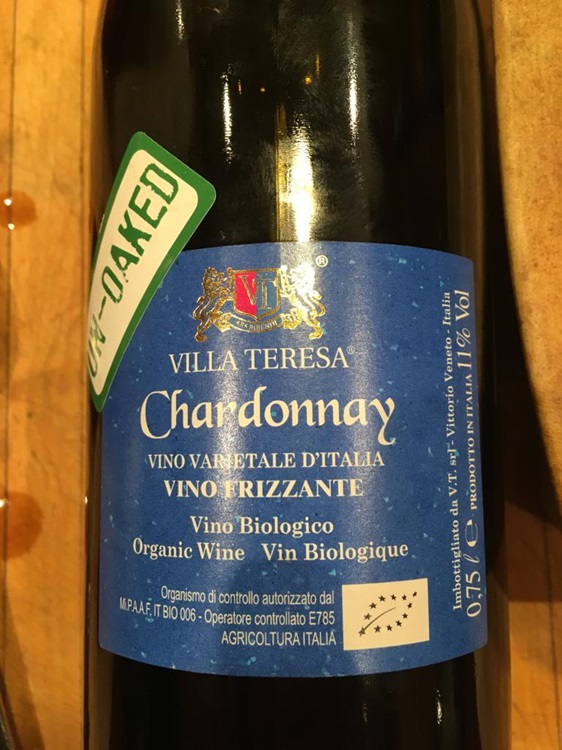 UN-OAKED
VT
®
VILLA TERESA®
Chardonnay
VINO VARIETALE D'ITALIA
VINO FRIZZANTE
Vino Biologico
Organic Wine Vin Biologique
Organismo di controllo autorizzato dal
Mi.P.A.A.F. IT BIO 006 - Operatore controllato E785
AGRICOLTURA ITALIA
Imbottigliato da V.T. srl - Vittorio Veneto - Italia
0,75 l e PRODOTTO IN ITALIA 11% Vol